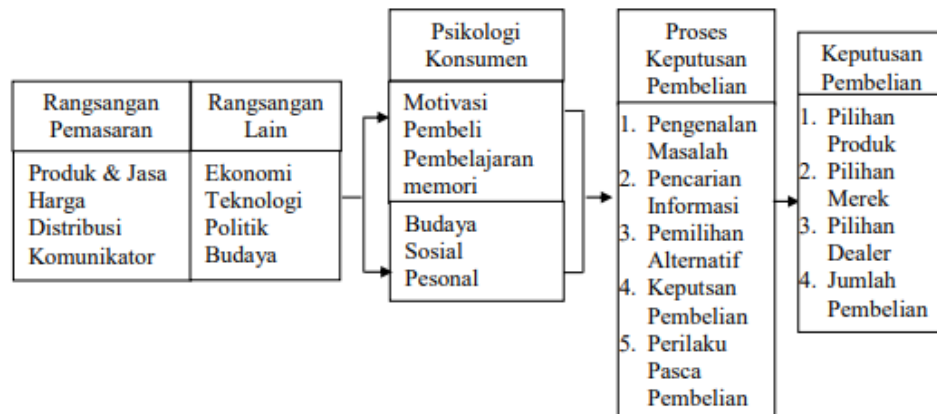 Rangsangan
Pemasaran
Produk & Jasa
Harga
Distribusi
Komunikator
Rangsangan
Lain
Ekonomi
Teknologi
Politik
Budaya
Psikologi
Konsumen
Motivasi
Pembeli
Pembelajaran
memori
Budaya
Sosial
Pesonal
Proses
Keputusan
Pembelian
1. Pengenalan
Masalah
2. Pencarian
Informasi
3. Pemilihan
Alternatif
4. Keputsan
Pembelian
5. Perilaku
Pasca
Pembelian
Keputusan
Pembelian
1. Pilihan
Produk
2. Pilihan
Merek
3. Pilihan
Dealer
4. Jumlah
Pembelian